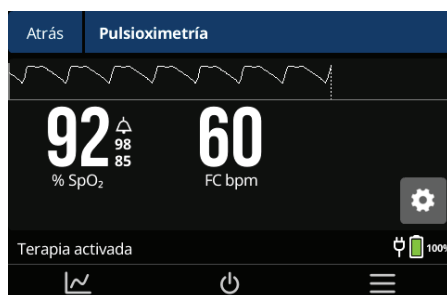 Atrás Pulsioximetría
92 98 85 60
% SpO₂ FC bpm
Terapia activada 100%